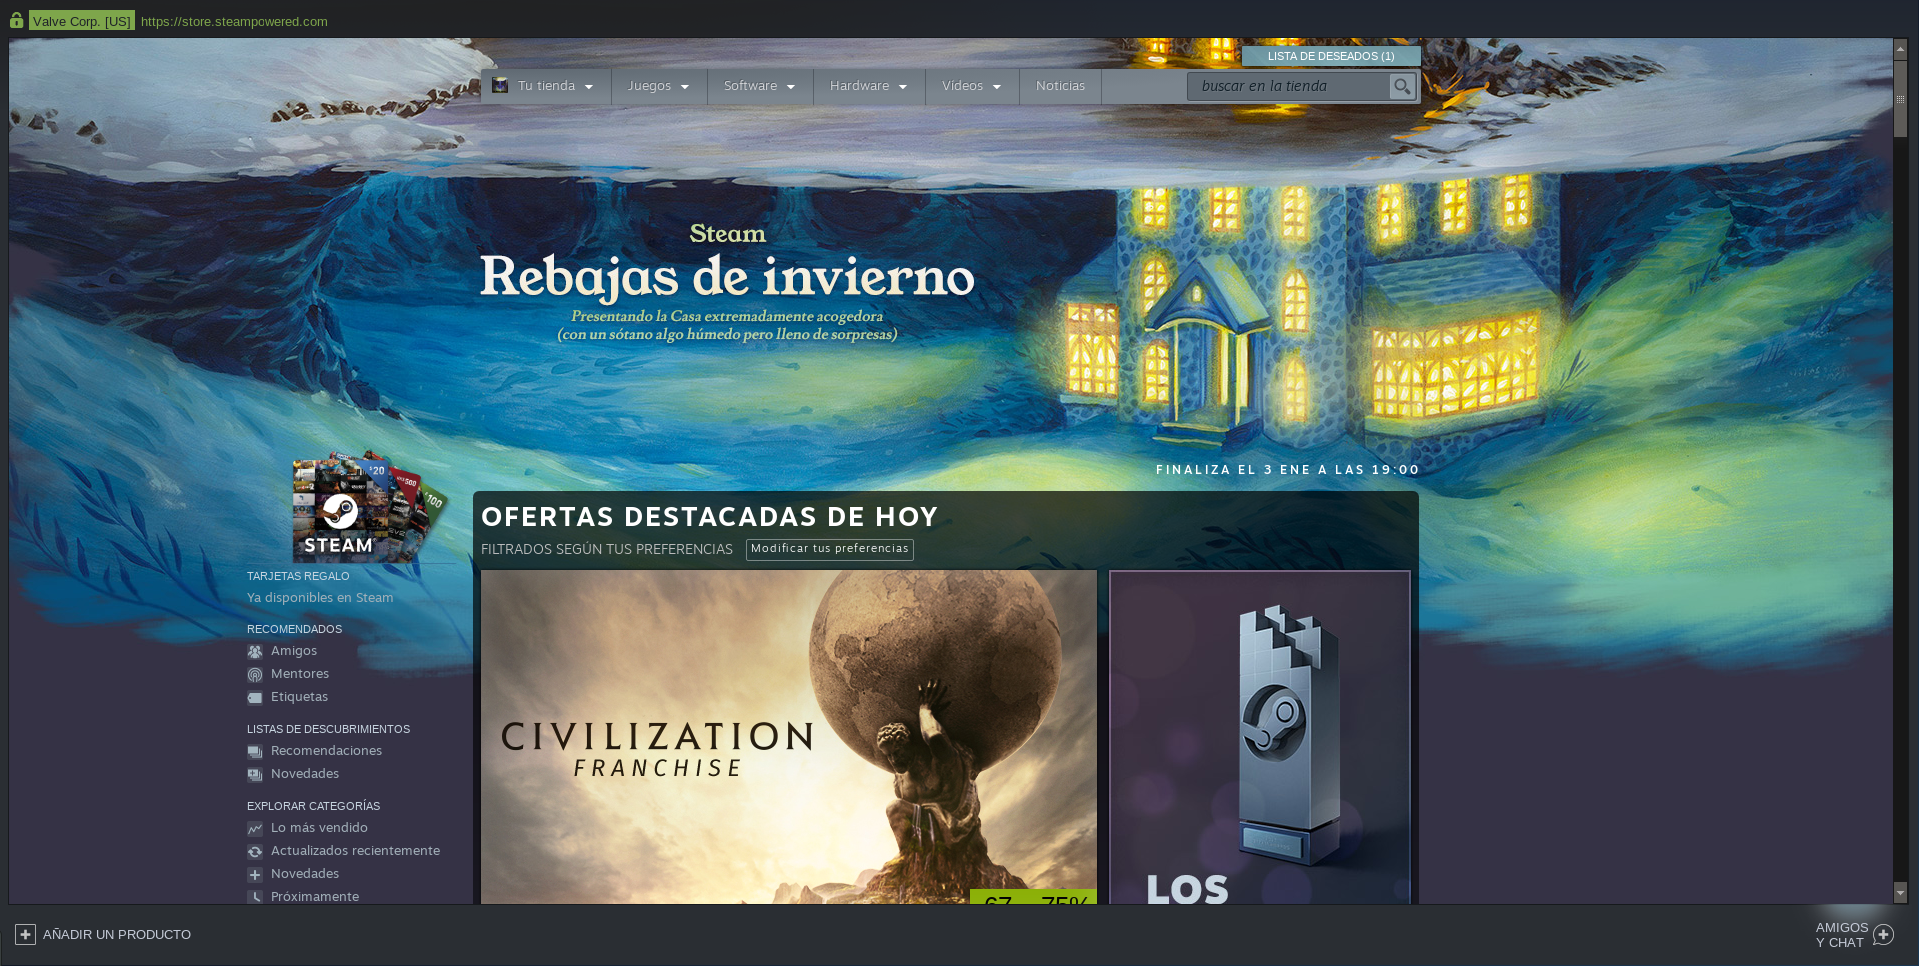 Valve Corp. [US] https://store.steampowered.com
LISTA DE DESEADOS (1)
Tu tienda Juegos Software Hardware Vídeos Noticias buscar en la tienda
Steam
Rebajas de invierno
Presentando la Casa extremadamente acogedora
(con un sótano algo húmedo pero lleno de sorpresas)
FINALIZA EL 3 ENE A LAS 19:00
$20
500
$100
STEAM
TARJETAS REGALO
Ya disponibles en Steam
RECOMENDADOS
Amigos
Mentores
Etiquetas
LISTAS DE DESCUBRIMIENTOS
Recomendaciones
Novedades
EXPLORAR CATEGORÍAS
Lo más vendido
Actualizados recientemente
Novedades
Próximamente
OFERTAS DESTACADAS DE HOY
FILTRADOS SEGÚN TUS PREFERENCIAS Modificar tus preferencias
CIVILIZATION
FRANCHISE
LOS
AÑADIR UN PRODUCTO
AMIGOS
Y CHAT